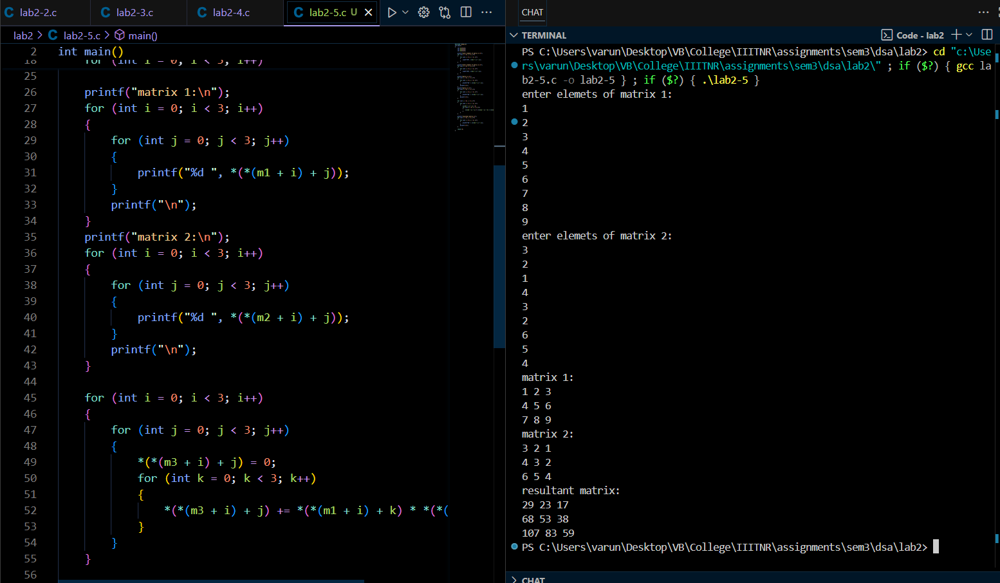 lab2-2.c lab2-3.c lab2-4.c lab2-5.c U
lab2 > lab2-5.c > main()
2 int main()
18 for (int i = 0; i < 3; i++)
25
26 printf("matrix 1:\n");
27 for (int i = 0; i < 3; i++)
28 {
29 for (int j = 0; j < 3; j++)
30 {
31 printf("%d ", *(*(m1 + i) + j));
32 }
33 printf("\n");
34 }
35 printf("matrix 2:\n");
36 for (int i = 0; i < 3; i++)
37 {
38 for (int j = 0; j < 3; j++)
39 {
40 printf("%d ", *(*(m2 + i) + j));
41 }
42 printf("\n");
43 }
44
45 for (int i = 0; i < 3; i++)
46 {
47 for (int j = 0; j < 3; j++)
48 {
49 *(*(m3 + i) + j) = 0;
50 for (int k = 0; k < 3; k++)
51 {
52 *(*(m3 + i) + j) += *(*(m1 + i) + k) * *(*(
53 }
54 }
55 }
56
CHAT
TERMINAL
Code - lab2
PS C:\Users\varun\Desktop\VB\College\IIITNR\assignments\sem3\dsa\lab2> cd "c:\Use
rs\varun\Desktop\VB\College\IIITNR\assignments\sem3\dsa\lab2\" ; if ($?) { gcc la
b2-5.c -o lab2-5 } ; if ($?) { .\lab2-5 }
enter elemets of matrix 1:
1
2
3
4
5
6
7
8
9
enter elemets of matrix 2:
3
2
1
4
3
2
6
5
4
matrix 1:
1 2 3
4 5 6
7 8 9
matrix 2:
3 2 1
4 3 2
6 5 4
resultant matrix:
29 23 17
68 53 38
107 83 59
PS C:\Users\varun\Desktop\VB\College\IIITNR\assignments\sem3\dsa\lab2>
CHAT